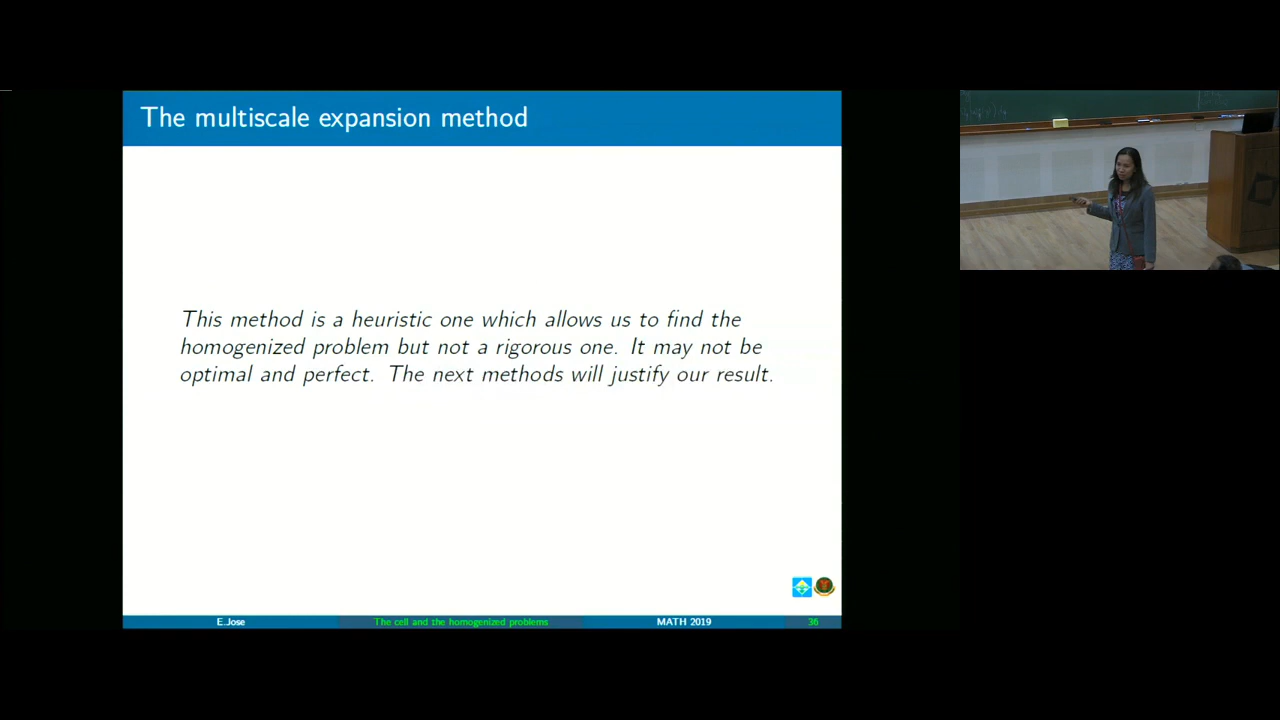 The multiscale expansion method
This method is a heuristic one which allows us to find the
homogenized problem but not a rigorous one. It may not be
optimal and perfect. The next methods will justify our result.
E.Jose
The cell and the homogenized problems
MATH 2019
36